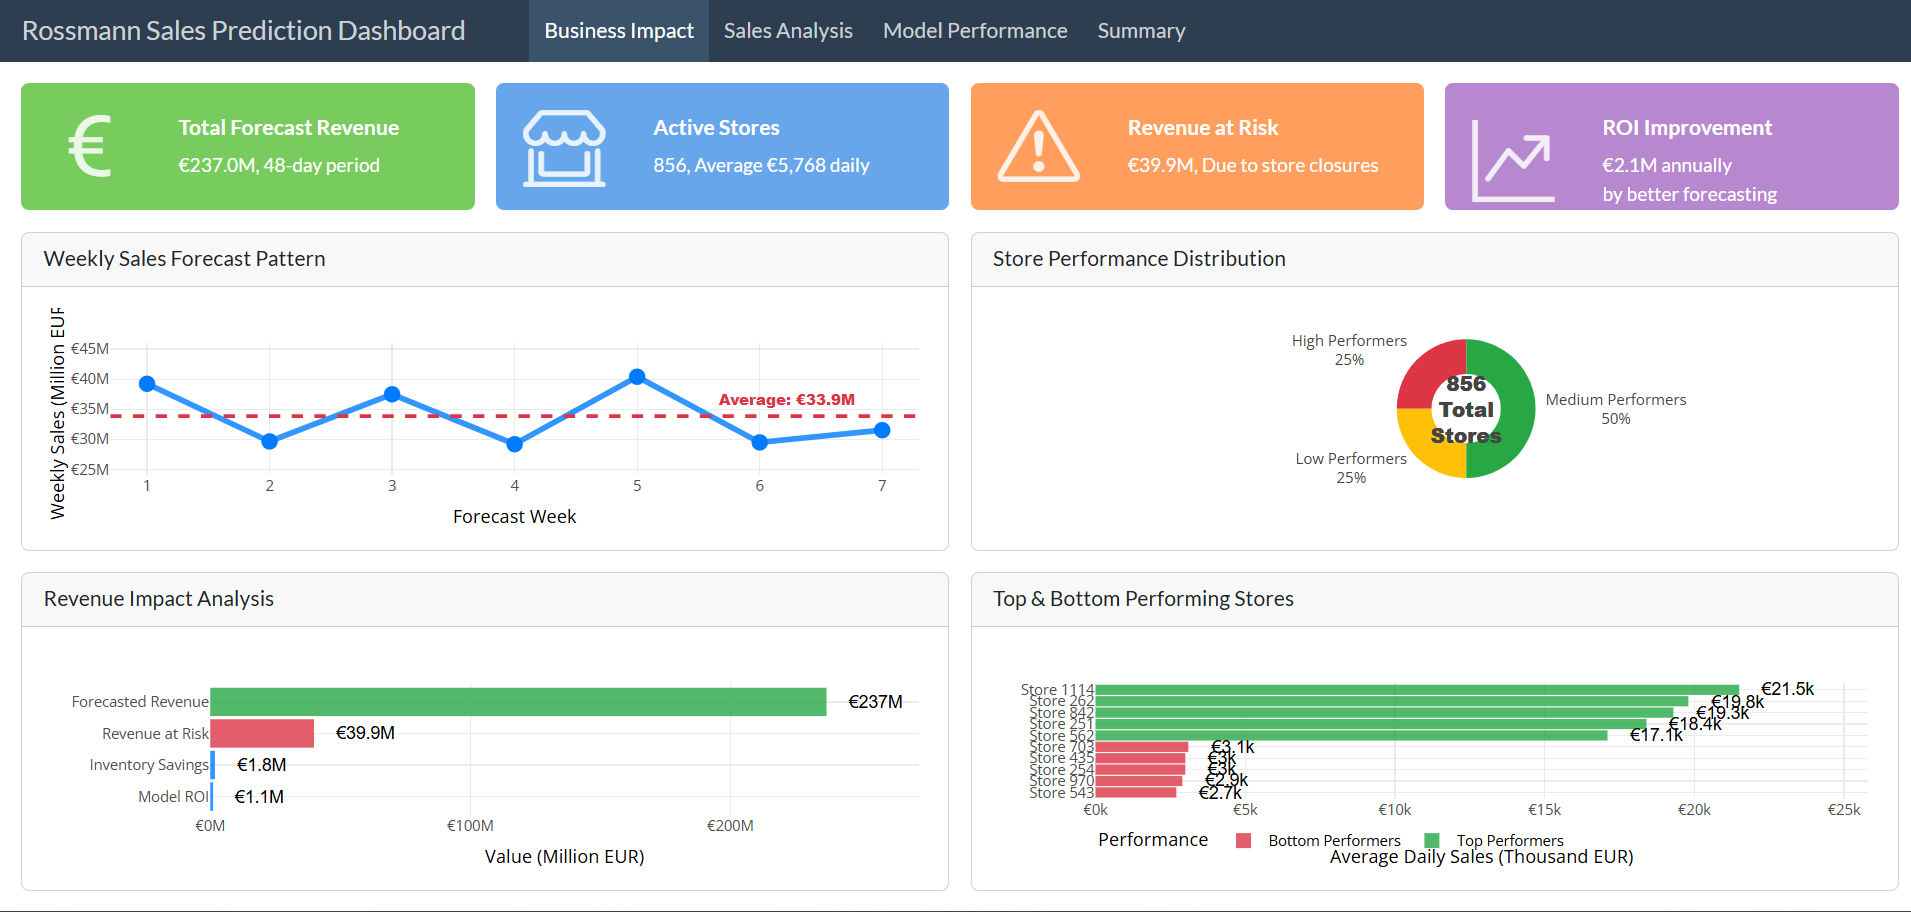 Rossmann Sales Prediction Dashboard
Business Impact
Sales Analysis
Model Performance
Summary
€
Total Forecast Revenue
€237.0M, 48-day period
Active Stores
856, Average €5,768 daily
Revenue at Risk
€39.9M, Due to store closures
ROI Improvement
€2.1M annually
by better forecasting
Weekly Sales Forecast Pattern
Weekly Sales (Million EUR
€45M
€40M
€35M
€30M
€25M
Average: €33.9M
1 2 3 4 5 6 7
Forecast Week
Store Performance Distribution
High Performers
25%
Medium Performers
50%
Low Performers
25%
856
Total
Stores
Revenue Impact Analysis
Forecasted Revenue €237M
Revenue at Risk €39.9M
Inventory Savings €1.8M
Model ROI €1.1M
€0M €100M €200M
Value (Million EUR)
Top & Bottom Performing Stores
Store 1114 €21.5k
Store 262 €19.8k
Store 842 €19.3k
Store 251 €18.4k
Store 562 €17.1k
Store 703 €3.1k
Store 435 €3k
Store 254 €3k
Store 970 €2.9k
Store 543 €2.7k
€0k €5k €10k €15k €20k €25k
Performance Bottom Performers Top Performers
Average Daily Sales (Thousand EUR)